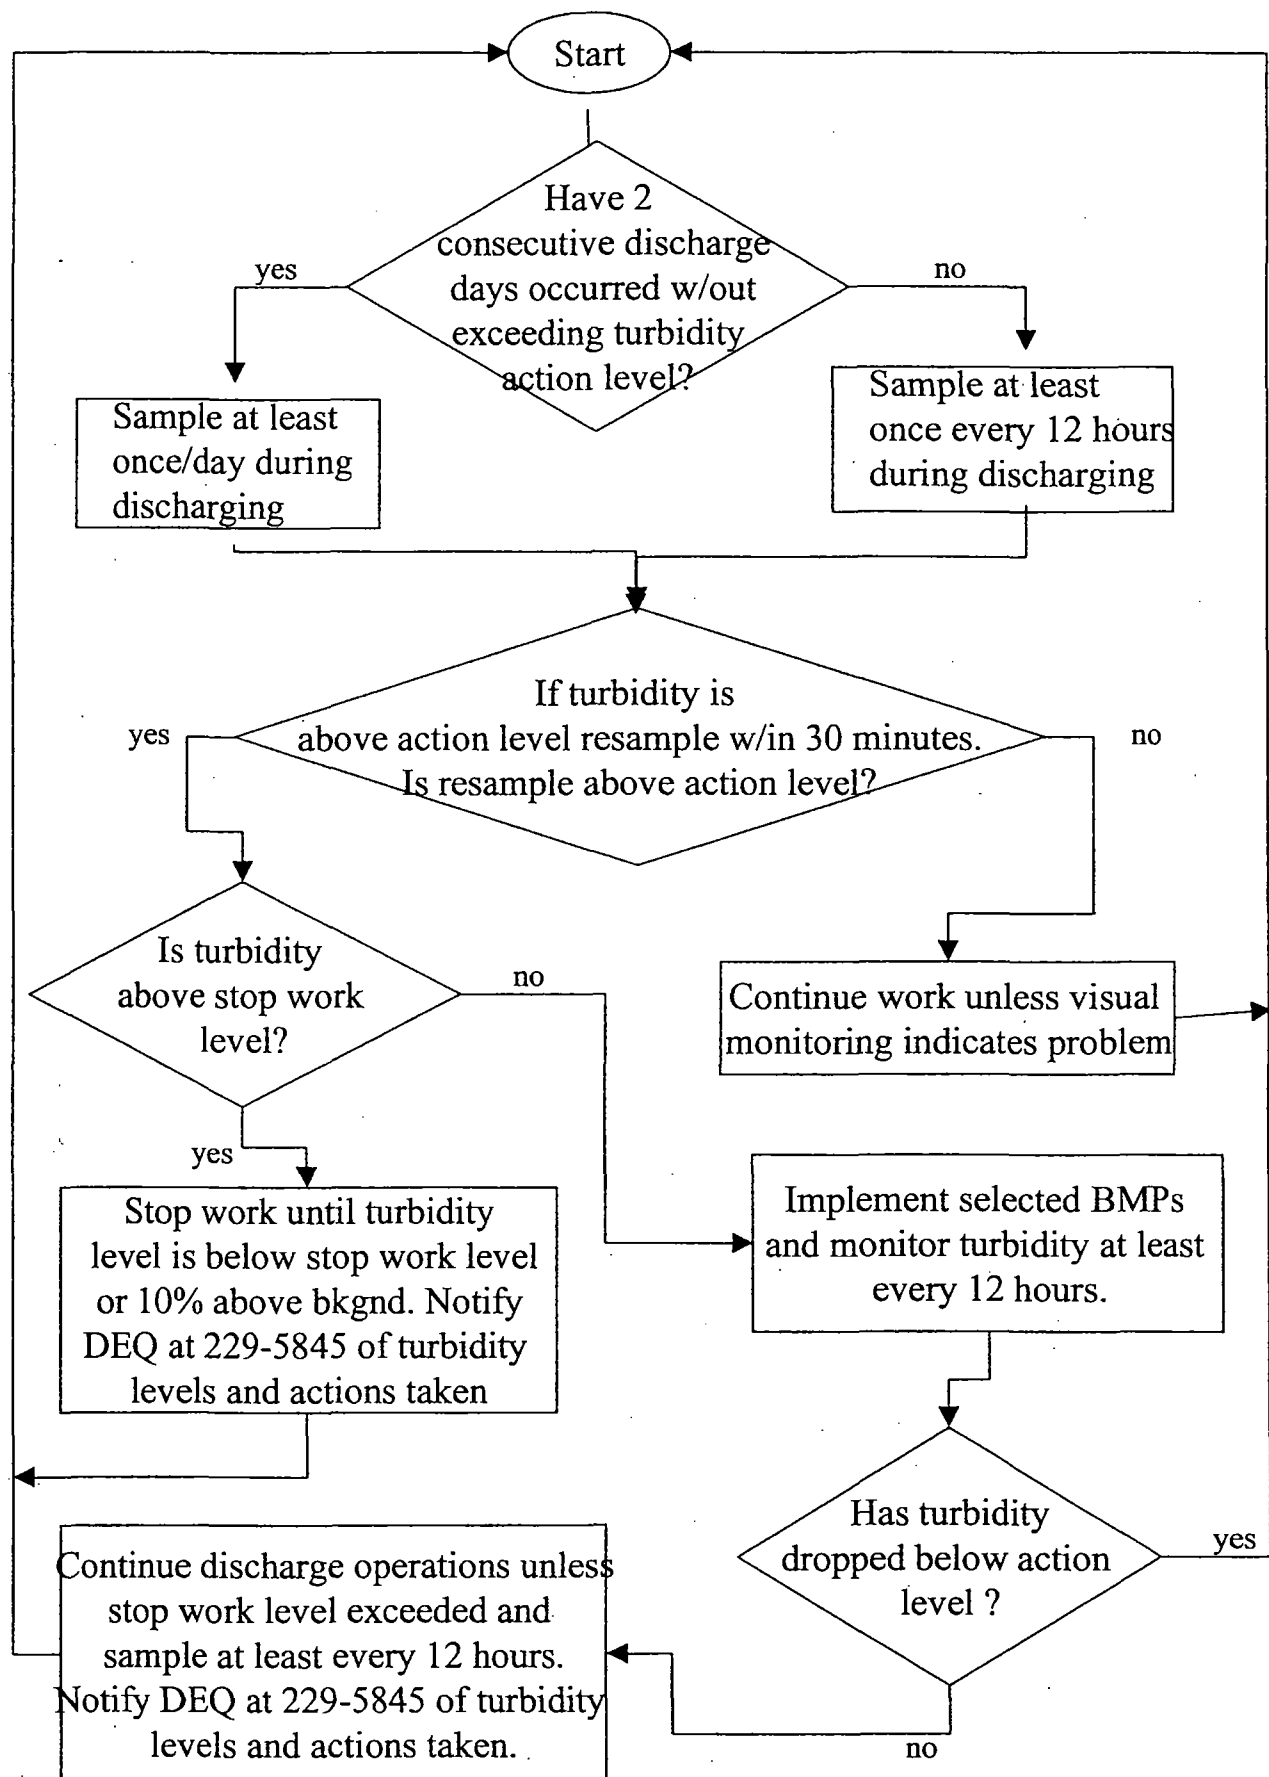 Start
Have 2
consecutive discharge
days occurred w/out
exceeding turbidity
action level?
yes
no
Sample at least
once/day during
discharging
Sample at least
once every 12 hours
during discharging
If turbidity is
above action level resample w/in 30 minutes.
Is resample above action level?
yes
no
Is turbidity
above stop work
level?
no
Continue work unless visual
monitoring indicates problem
yes
Stop work until turbidity
level is below stop work level
or 10% above bkgnd. Notify
DEQ at 229-5845 of turbidity
levels and actions taken
Implement selected BMPs
and monitor turbidity at least
every 12 hours.
Has turbidity
dropped below action
level ?
yes
no
Continue discharge operations unless
stop work level exceeded and
sample at least every 12 hours.
Notify DEQ at 229-5845 of turbidity
levels and actions taken.